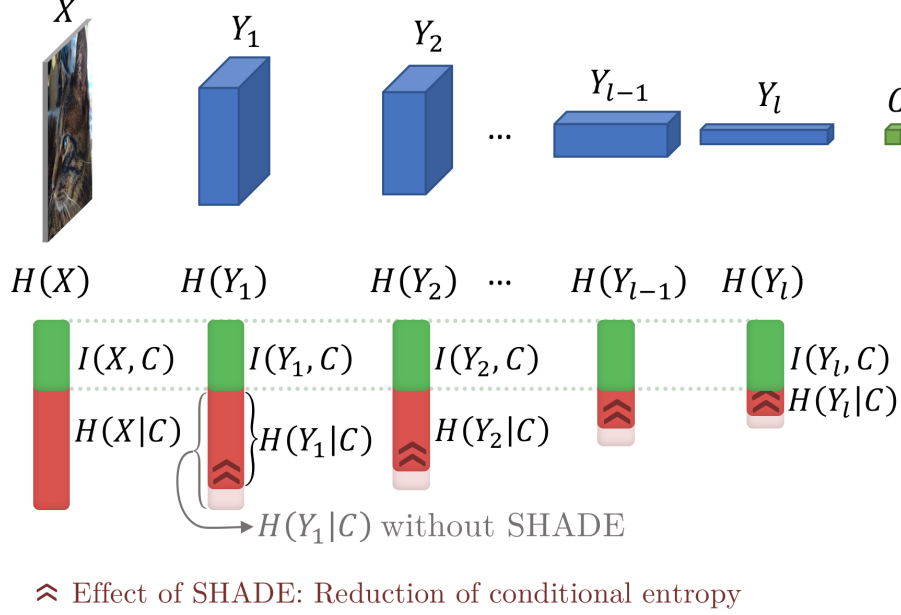 X Y₁ Y₂ ... Yₗ₋₁ Yₗ C
H(X) H(Y₁) H(Y₂) ... H(Yₗ₋₁) H(Yₗ)
I(X, C) I(Y₁, C) I(Y₂, C) I(Yₗ, C)
H(X|C) H(Y₁|C) H(Y₂|C) H(Yₗ|C)
H(Y₁|C) without SHADE
Effect of SHADE: Reduction of conditional entropy